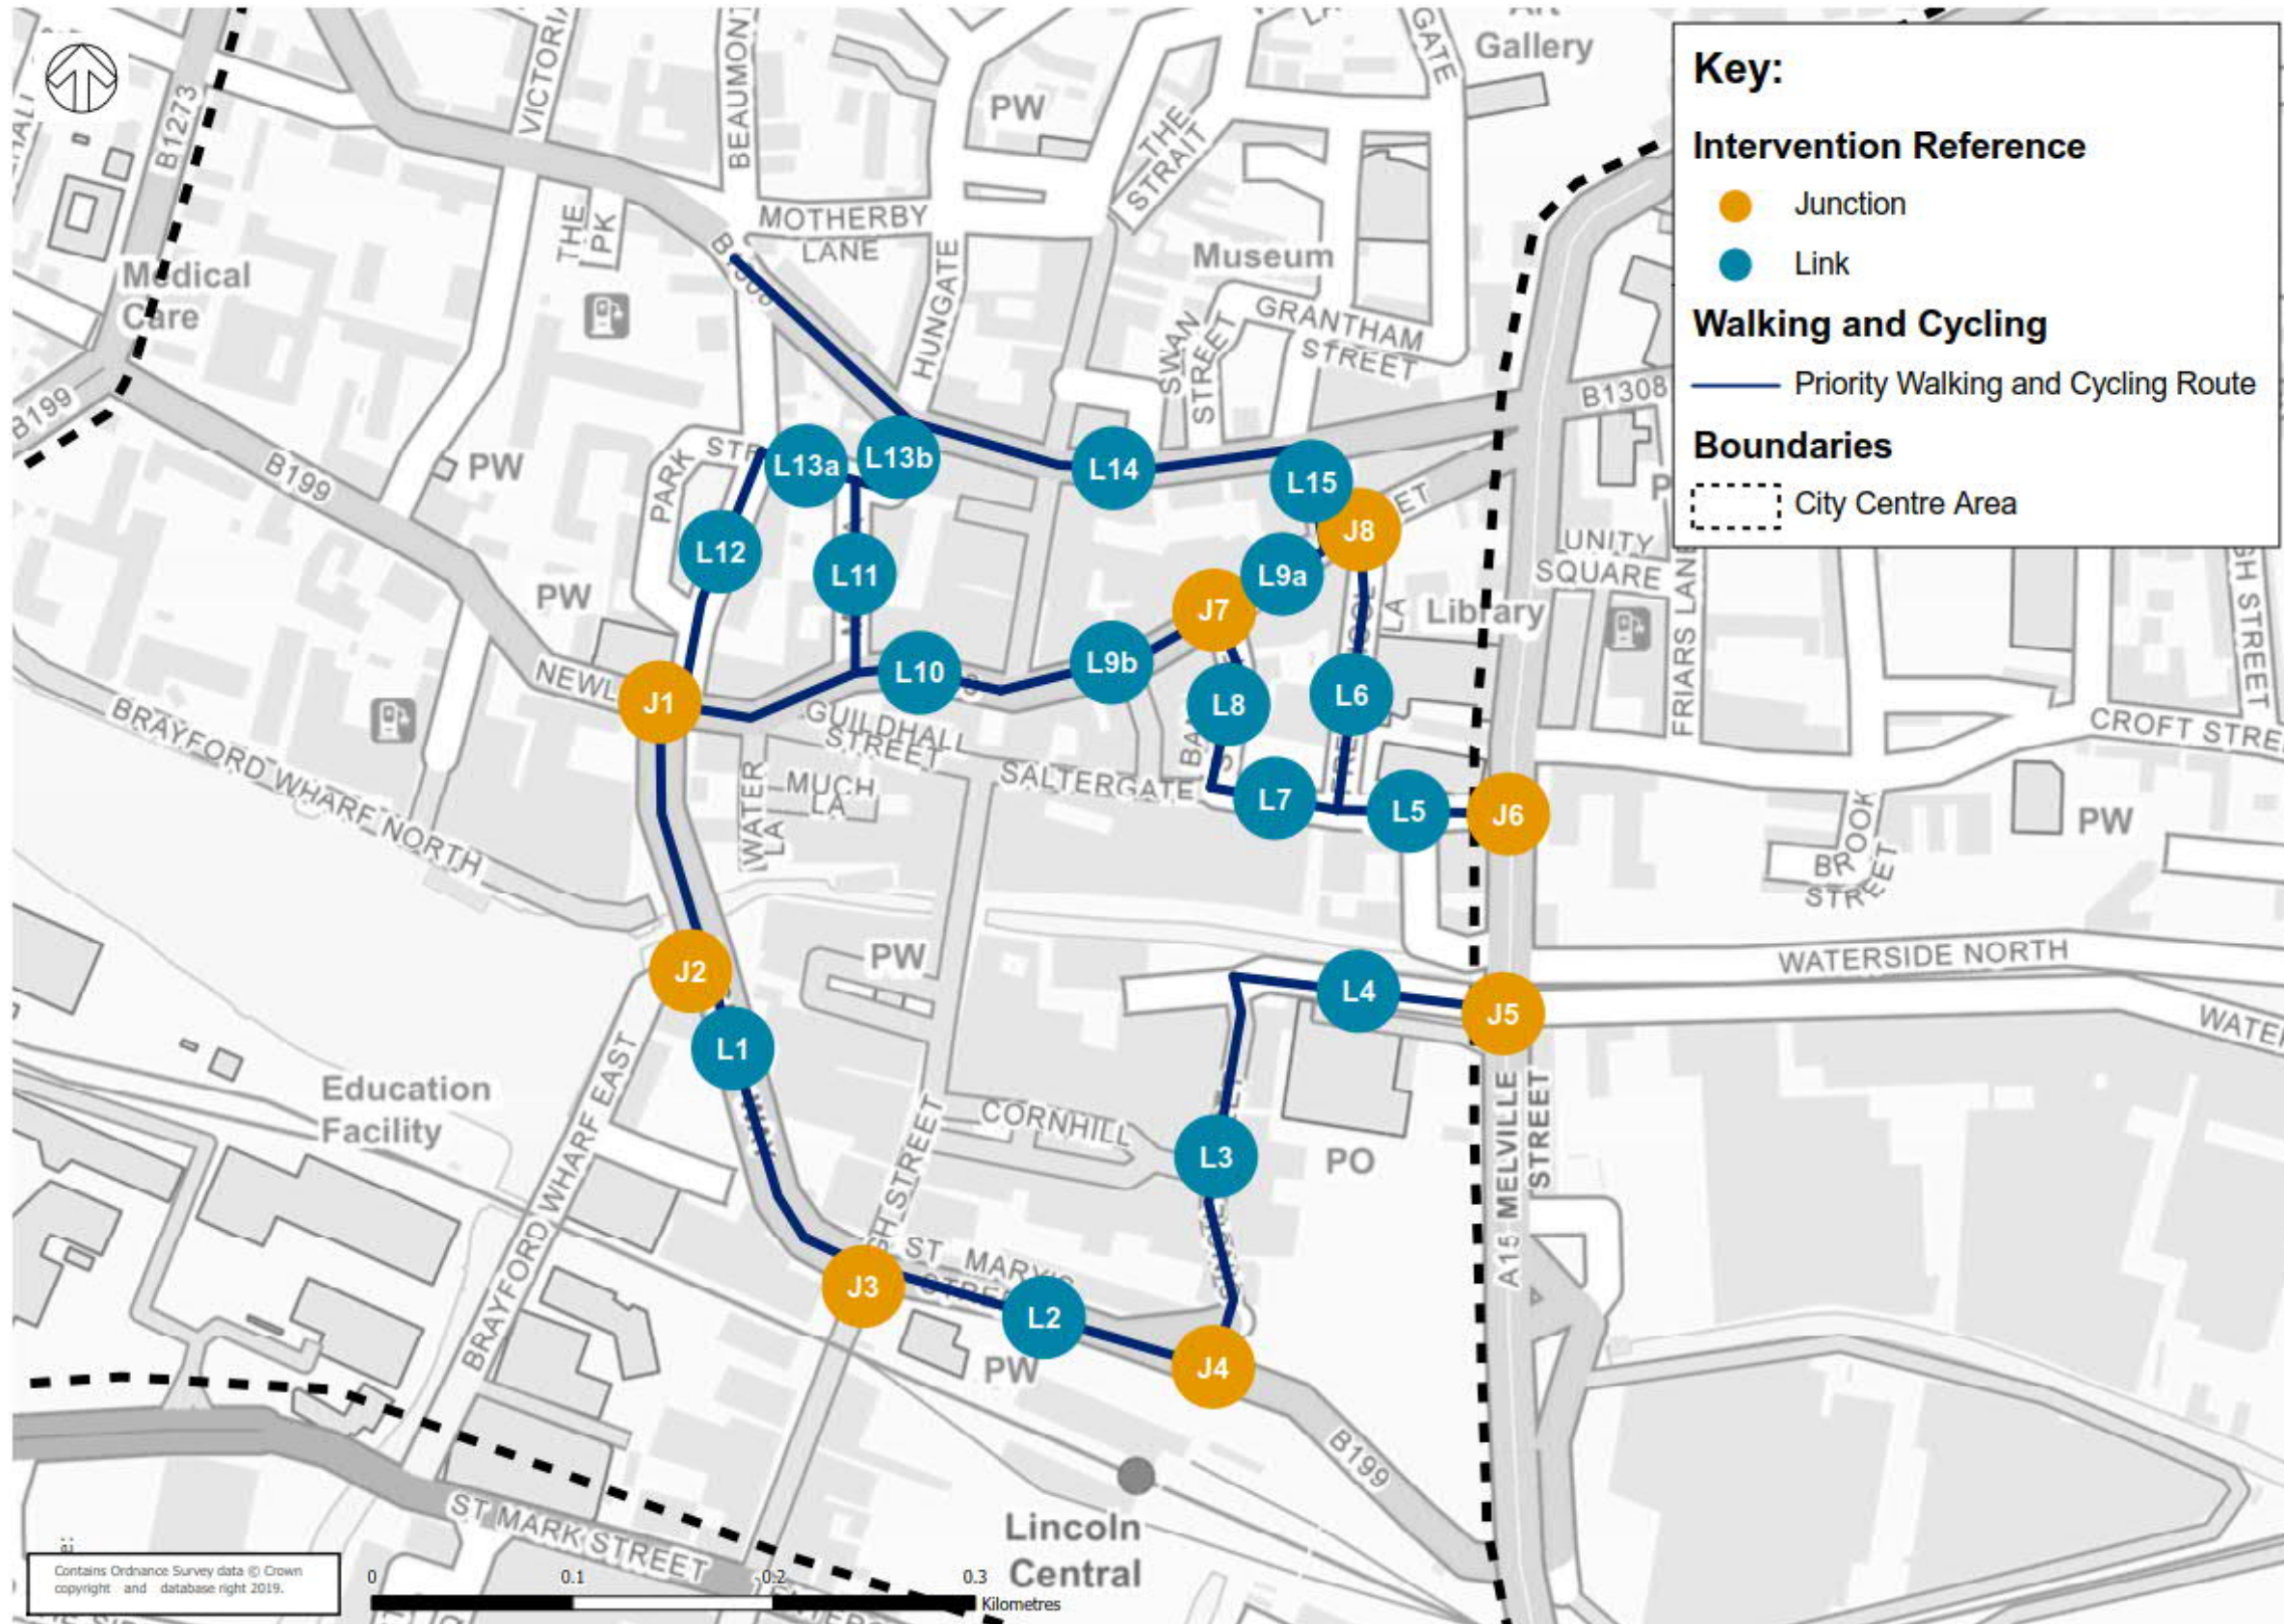 Key:
Intervention Reference
Junction
Link
Walking and Cycling
Priority Walking and Cycling Route
Boundaries
City Centre Area
Gallery
VICTORIA
BEAUMONT
GATE
B1273
PW
THE
STRAIT
THE
PK
MOTHERBY
LANE
HUNGATE
Museum
Medical
Care
GRANTHAM
STREET
SWAN
STREET
B1308
B199
B199
PW
PARK
L13a
L13b
L14
L15
J8
L12
L11
L9a
J7
PW
UNITY
SQUARE
FRIARS LANE
Library
LA
J1
L10
L9b
L8
L6
GUILDHALL
STREET
BRAYFORD WHARF NORTH
WATER
LA
MUCH
LA
SALTERGATE
L7
L5
J6
CROFT
BROOK
STREET
PW
PW
J2
L1
L4
J5
WATERSIDE NORTH
Education
Facility
BRAYFORD WHARF EAST
WAY
CORNHILL
L3
PO
A15 MELVILLE
STREET
STREET
ST MARY'S
J3
L2
J4
PW
B199
ST MARK STREET
Lincoln
Central
Contains Ordnance Survey data © Crown
copyright and database right 2019.
0 0.1 0.2 0.3
Kilometres